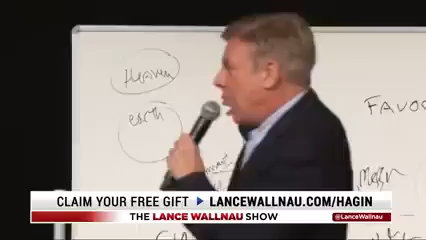 Heaven
earth
FAVO
CLAIM YOUR FREE GIFT ▸ LANCEWALLNAU.COM/HAGIN
THE LANCE WALLNAU SHOW
@LanceWallnau